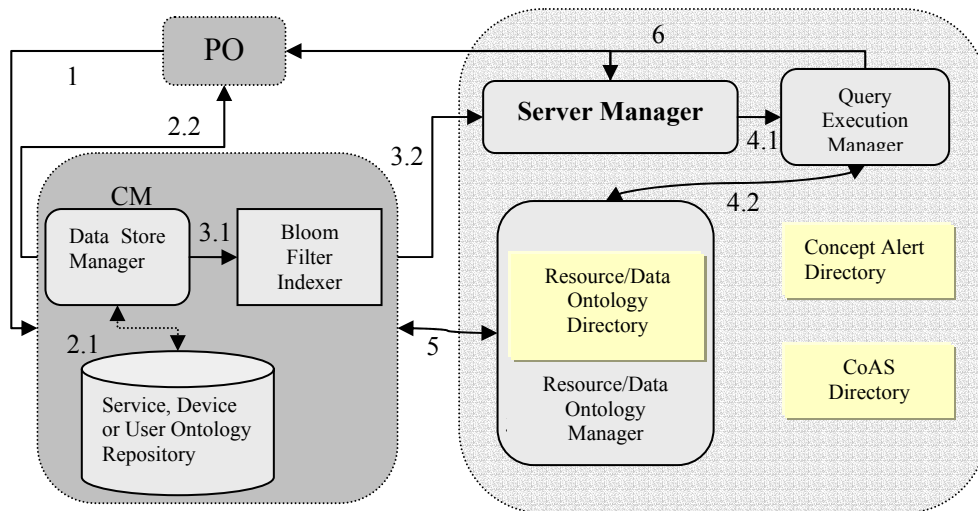 1
PO
6
2.2
3.2
Server Manager
4.1
Query
Execution
Manager
CM
Data Store
Manager
3.1
Bloom
Filter
Indexer
4.2
Resource/Data
Ontology
Directory
Concept Alert
Directory
2.1
5
Service, Device
or User Ontology
Repository
Resource/Data
Ontology
Manager
CoAS
Directory